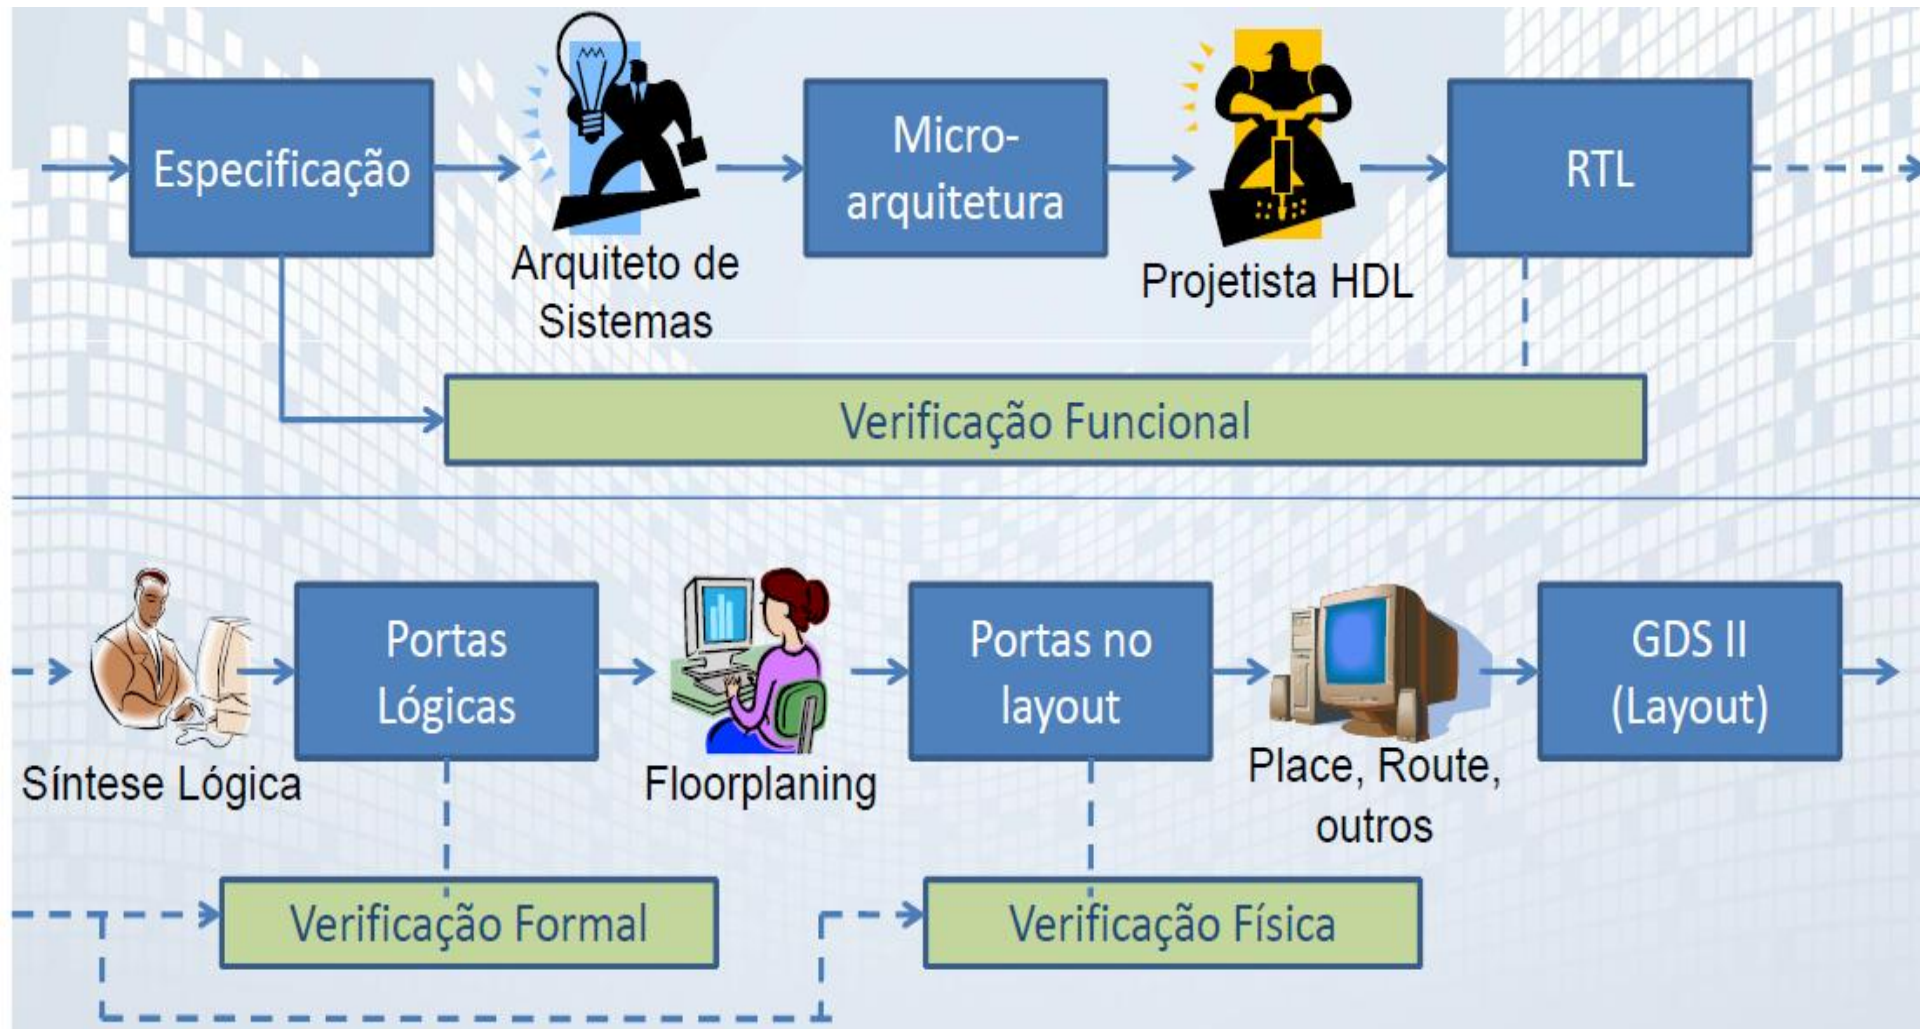 Especificação
Arquiteto de
Sistemas
Micro-
arquitetura
Projetista HDL
RTL
Verificação Funcional
Síntese Lógica
Portas
Lógicas
Floorplaning
Portas no
layout
Place, Route,
outros
GDS II
(Layout)
Verificação Formal
Verificação Física